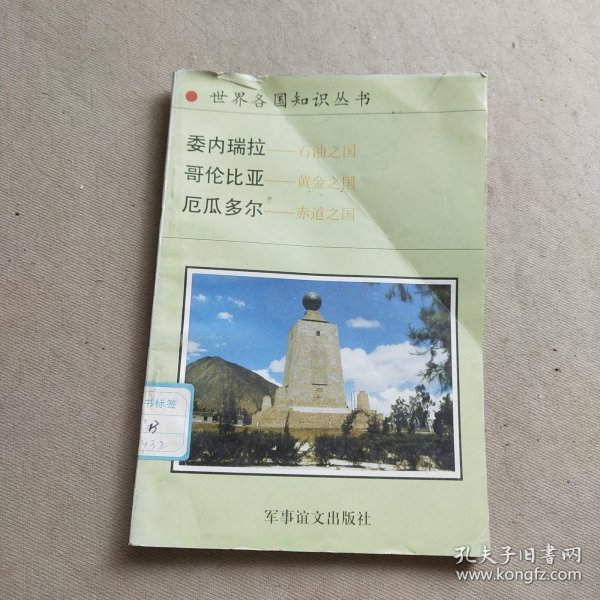 世界各国知识丛书
委内瑞拉——石油之国
哥伦比亚——黄金之国
厄瓜多尔——赤道之国
书标签
军事谊文出版社
孔夫子旧书网
www.kongfz.com